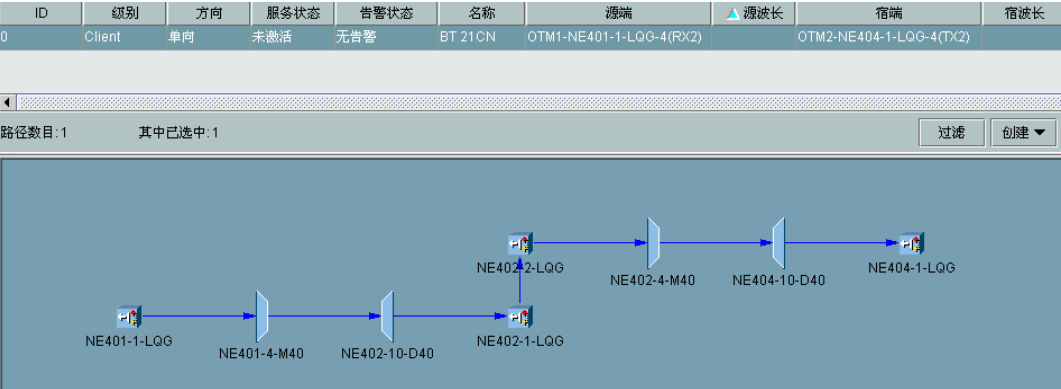 ID 级别 方向 服务状态 告警状态 名称 源端 源波长 宿端 宿波长
0 Client 单向 未激活 无告警 BT 21CN OTM1-NE401-1-LQG-4(RX2) OTM2-NE404-1-LQG-4(TX2)
路径数目:1 其中已选中:1 过滤 创建
NE402-2-LQG NE402-4-M40 NE404-10-D40 NE404-1-LQG
NE401-1-LQG NE401-4-M40 NE402-10-D40 NE402-1-LQG